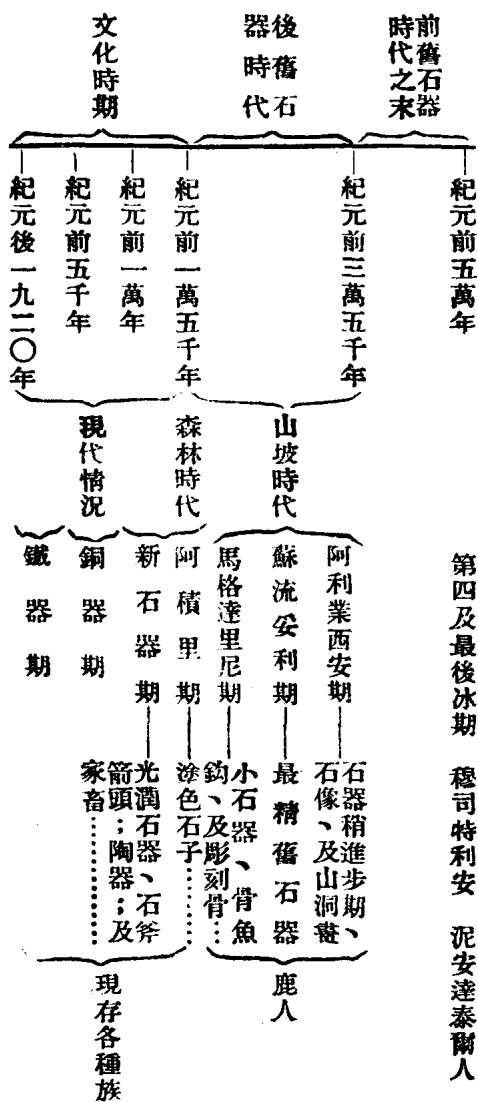 前舊石器
時代之末
後舊石
器時代
文化時期
紀元前五萬年
紀元前三萬五千年
紀元前一萬五千年
紀元前一萬年
紀元前五千年
紀元後一九二〇年
山坡時代
森林時代
現代情況
第四及最後冰期　穆司特利安　泥安達泰爾人
阿利業西安期
蘇流妥利期
馬格達里尼期
阿積里期
新石器期
銅器期
鐵器期
石器稍進步期、
石像、及山洞
最精舊石器
小石器、骨魚
鈎、及彫刻骨…
塗色石子……
光潤石器、石斧
箭頭；陶器；及
家畜………
鹿人
現存各種族